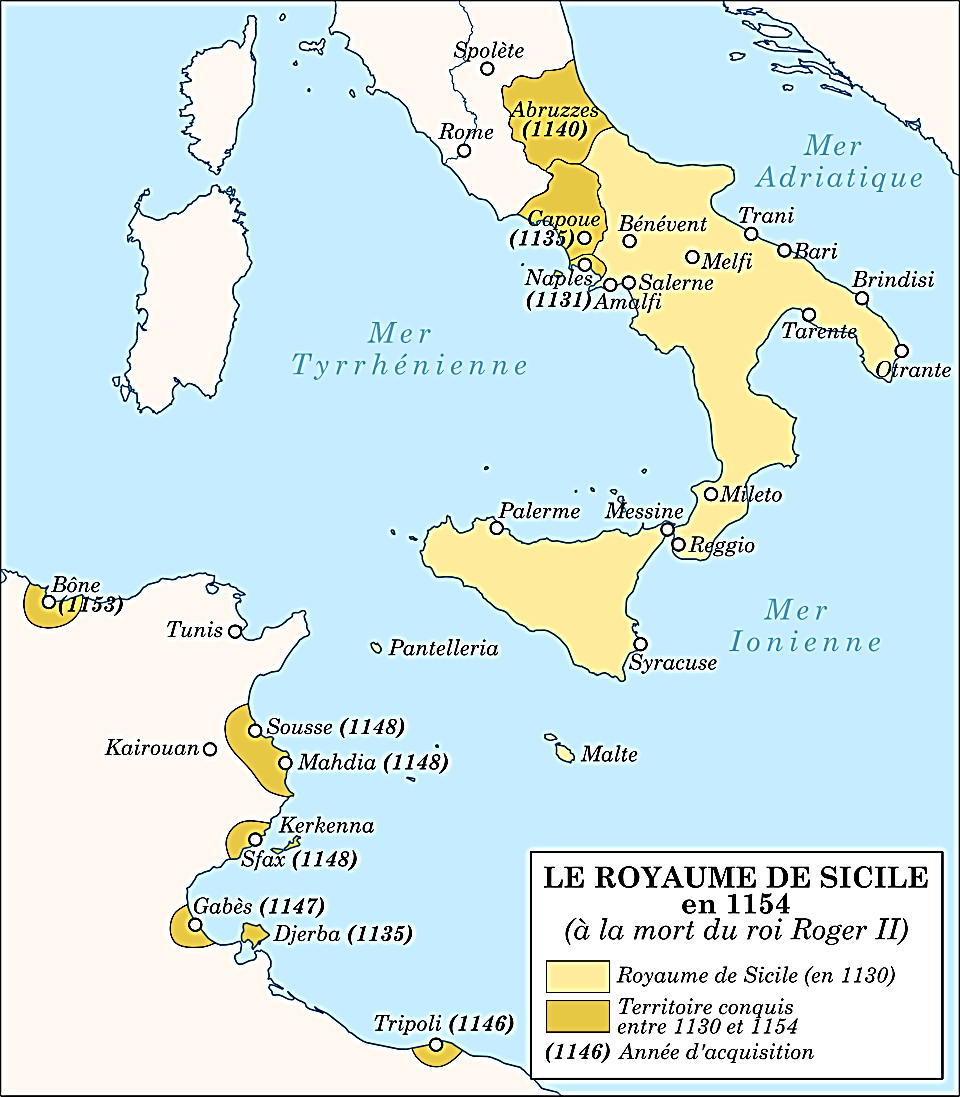 Spolète
Abruzzes
(1140)
Rome
Mer
Adriatique
Capoue
(1135)
Bénévent
Trani
Bari
Melfi
Naples
(1131)
Amalfi
Salerne
Brindisi
Tarente
Otrante
Mer
Tyrrhénienne
Mileto
Palerme
Messine
Reggio
Bône
(1153)
Mer
Ionienne
Tunis
Pantelleria
Syracuse
Sousse (1148)
Kairouan
Mahdia (1148)
Malte
Kerkenna
Sfax (1148)
Gabès (1147)
Djerba (1135)
Tripoli (1146)
LE ROYAUME DE SICILE
en 1154
(à la mort du roi Roger II)
Royaume de Sicile (en 1130)
Territoire conquis
entre 1130 et 1154
(1146) Année d'acquisition